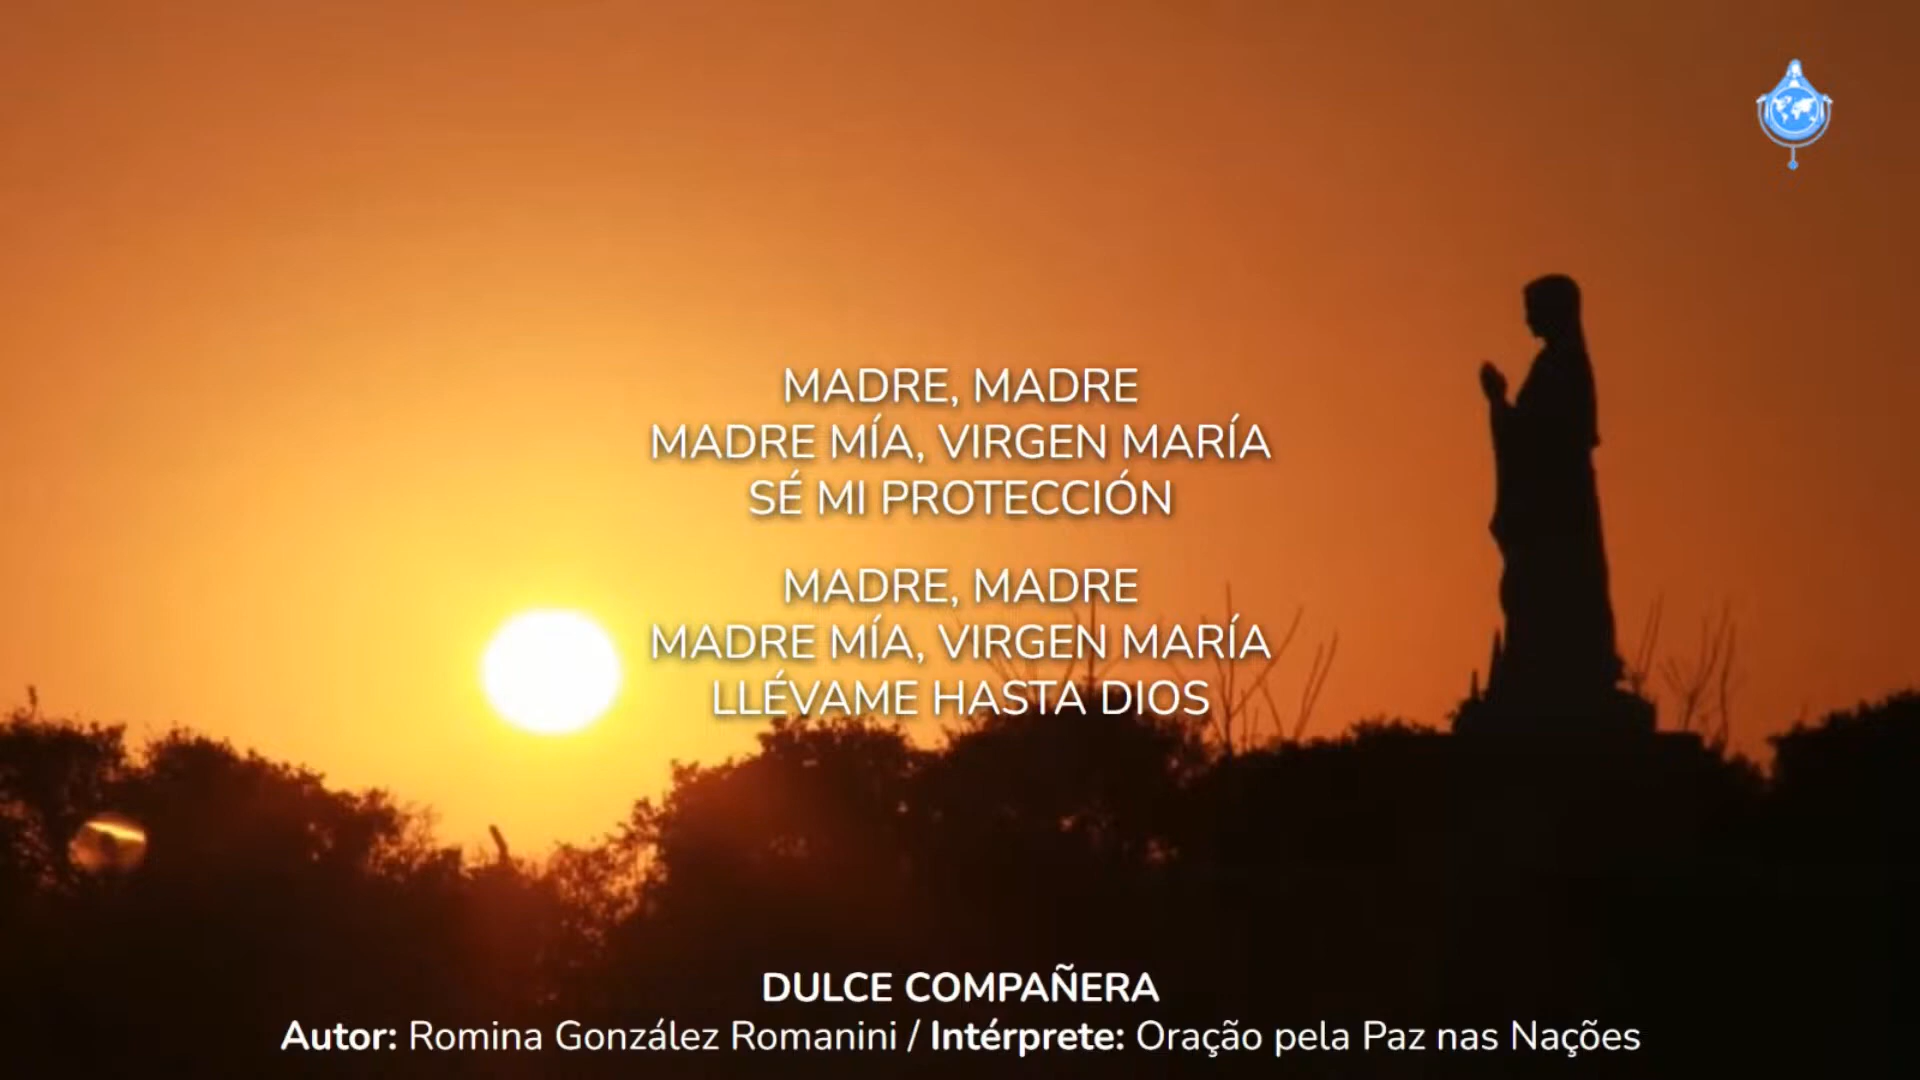 MADRE, MADRE
MADRE MÍA, VIRGEN MARÍA
SÉ MI PROTECCIÓN
MADRE, MADRE
MADRE MÍA, VIRGEN MARÍA
LLÉVAME HASTA DIOS
DULCE COMPAÑERA
Autor: Romina González Romanini / Intérprete: Oração pela Paz nas Nações